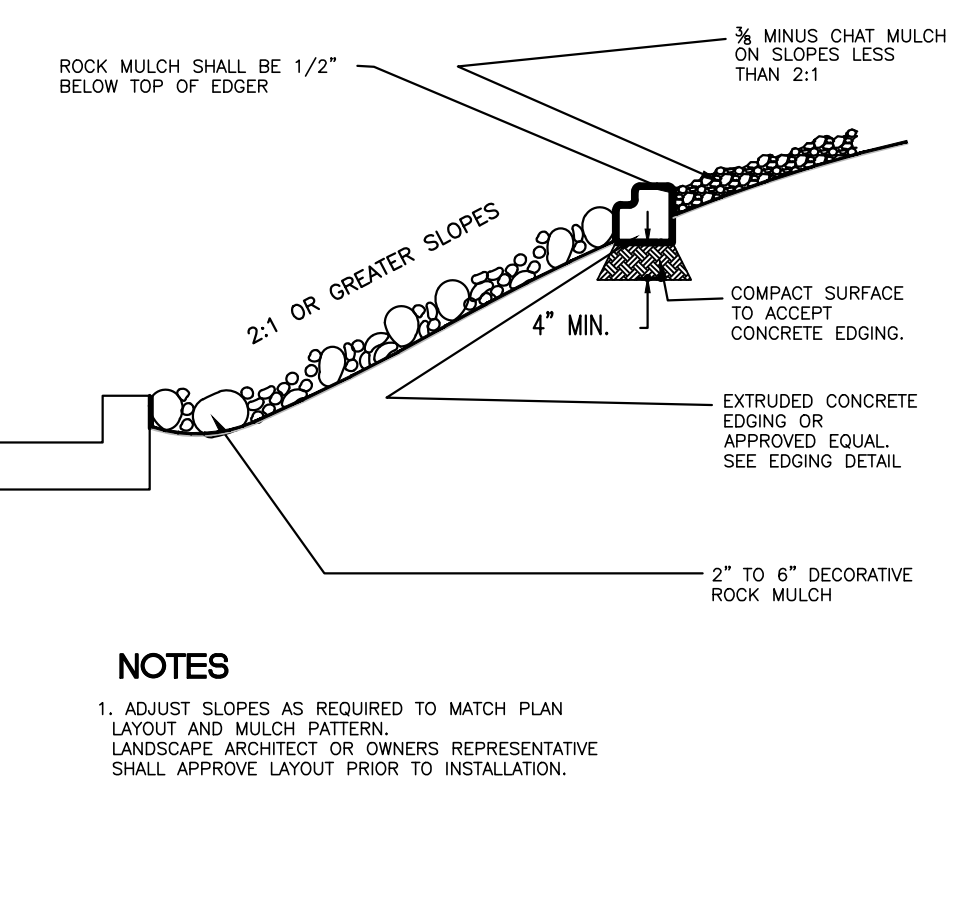 ⅜ MINUS CHAT MULCH
ON SLOPES LESS
THAN 2:1
ROCK MULCH SHALL BE 1/2”
BELOW TOP OF EDGER
2:1 OR GREATER SLOPES
4” MIN.
COMPACT SURFACE
TO ACCEPT
CONCRETE EDGING.
EXTRUDED CONCRETE
EDGING OR
APPROVED EQUAL.
SEE EDGING DETAIL
2” TO 6” DECORATIVE
ROCK MULCH
NOTES
1. ADJUST SLOPES AS REQUIRED TO MATCH PLAN
LAYOUT AND MULCH PATTERN.
LANDSCAPE ARCHITECT OR OWNERS REPRESENTATIVE
SHALL APPROVE LAYOUT PRIOR TO INSTALLATION.